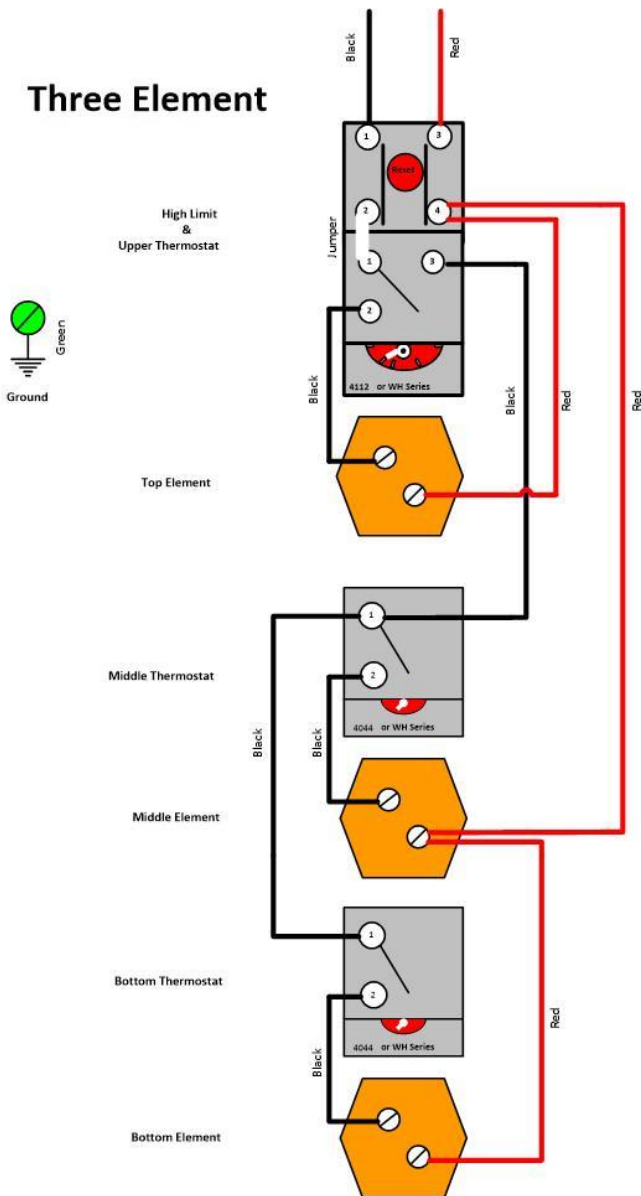 Black
Red
Three Element
1
3
Reset
High Limit
&
Upper Thermostat
2
4
Jumper
1
3
2
Green
Ground
Black
4112 or WH Series
Black
Red
Red
Top Element
1
Middle Thermostat
2
Black
Black
4044 or WH Series
Middle Element
1
Bottom Thermostat
2
Red
4044 or WH Series
Black
Bottom Element